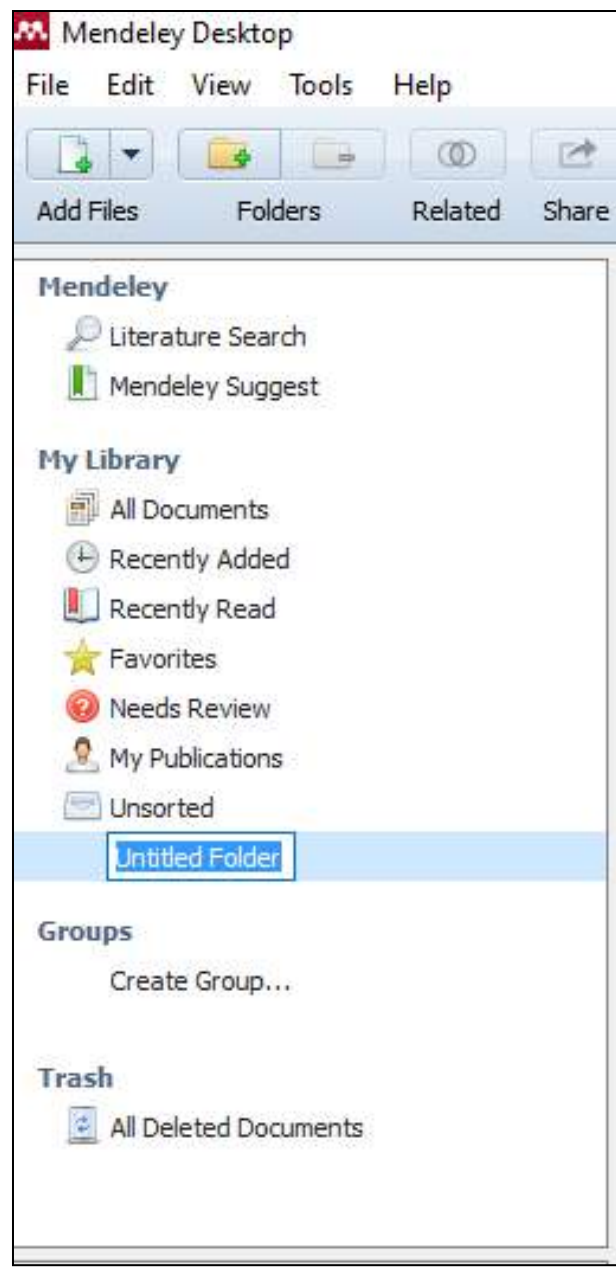 Mendeley Desktop
File Edit View Tools Help
Add Files Folders Related Share
Mendeley
Literature Search
Mendeley Suggest
My Library
All Documents
Recently Added
Recently Read
Favorites
Needs Review
My Publications
Unsorted
Untitled Folder
Groups
Create Group...
Trash
All Deleted Documents